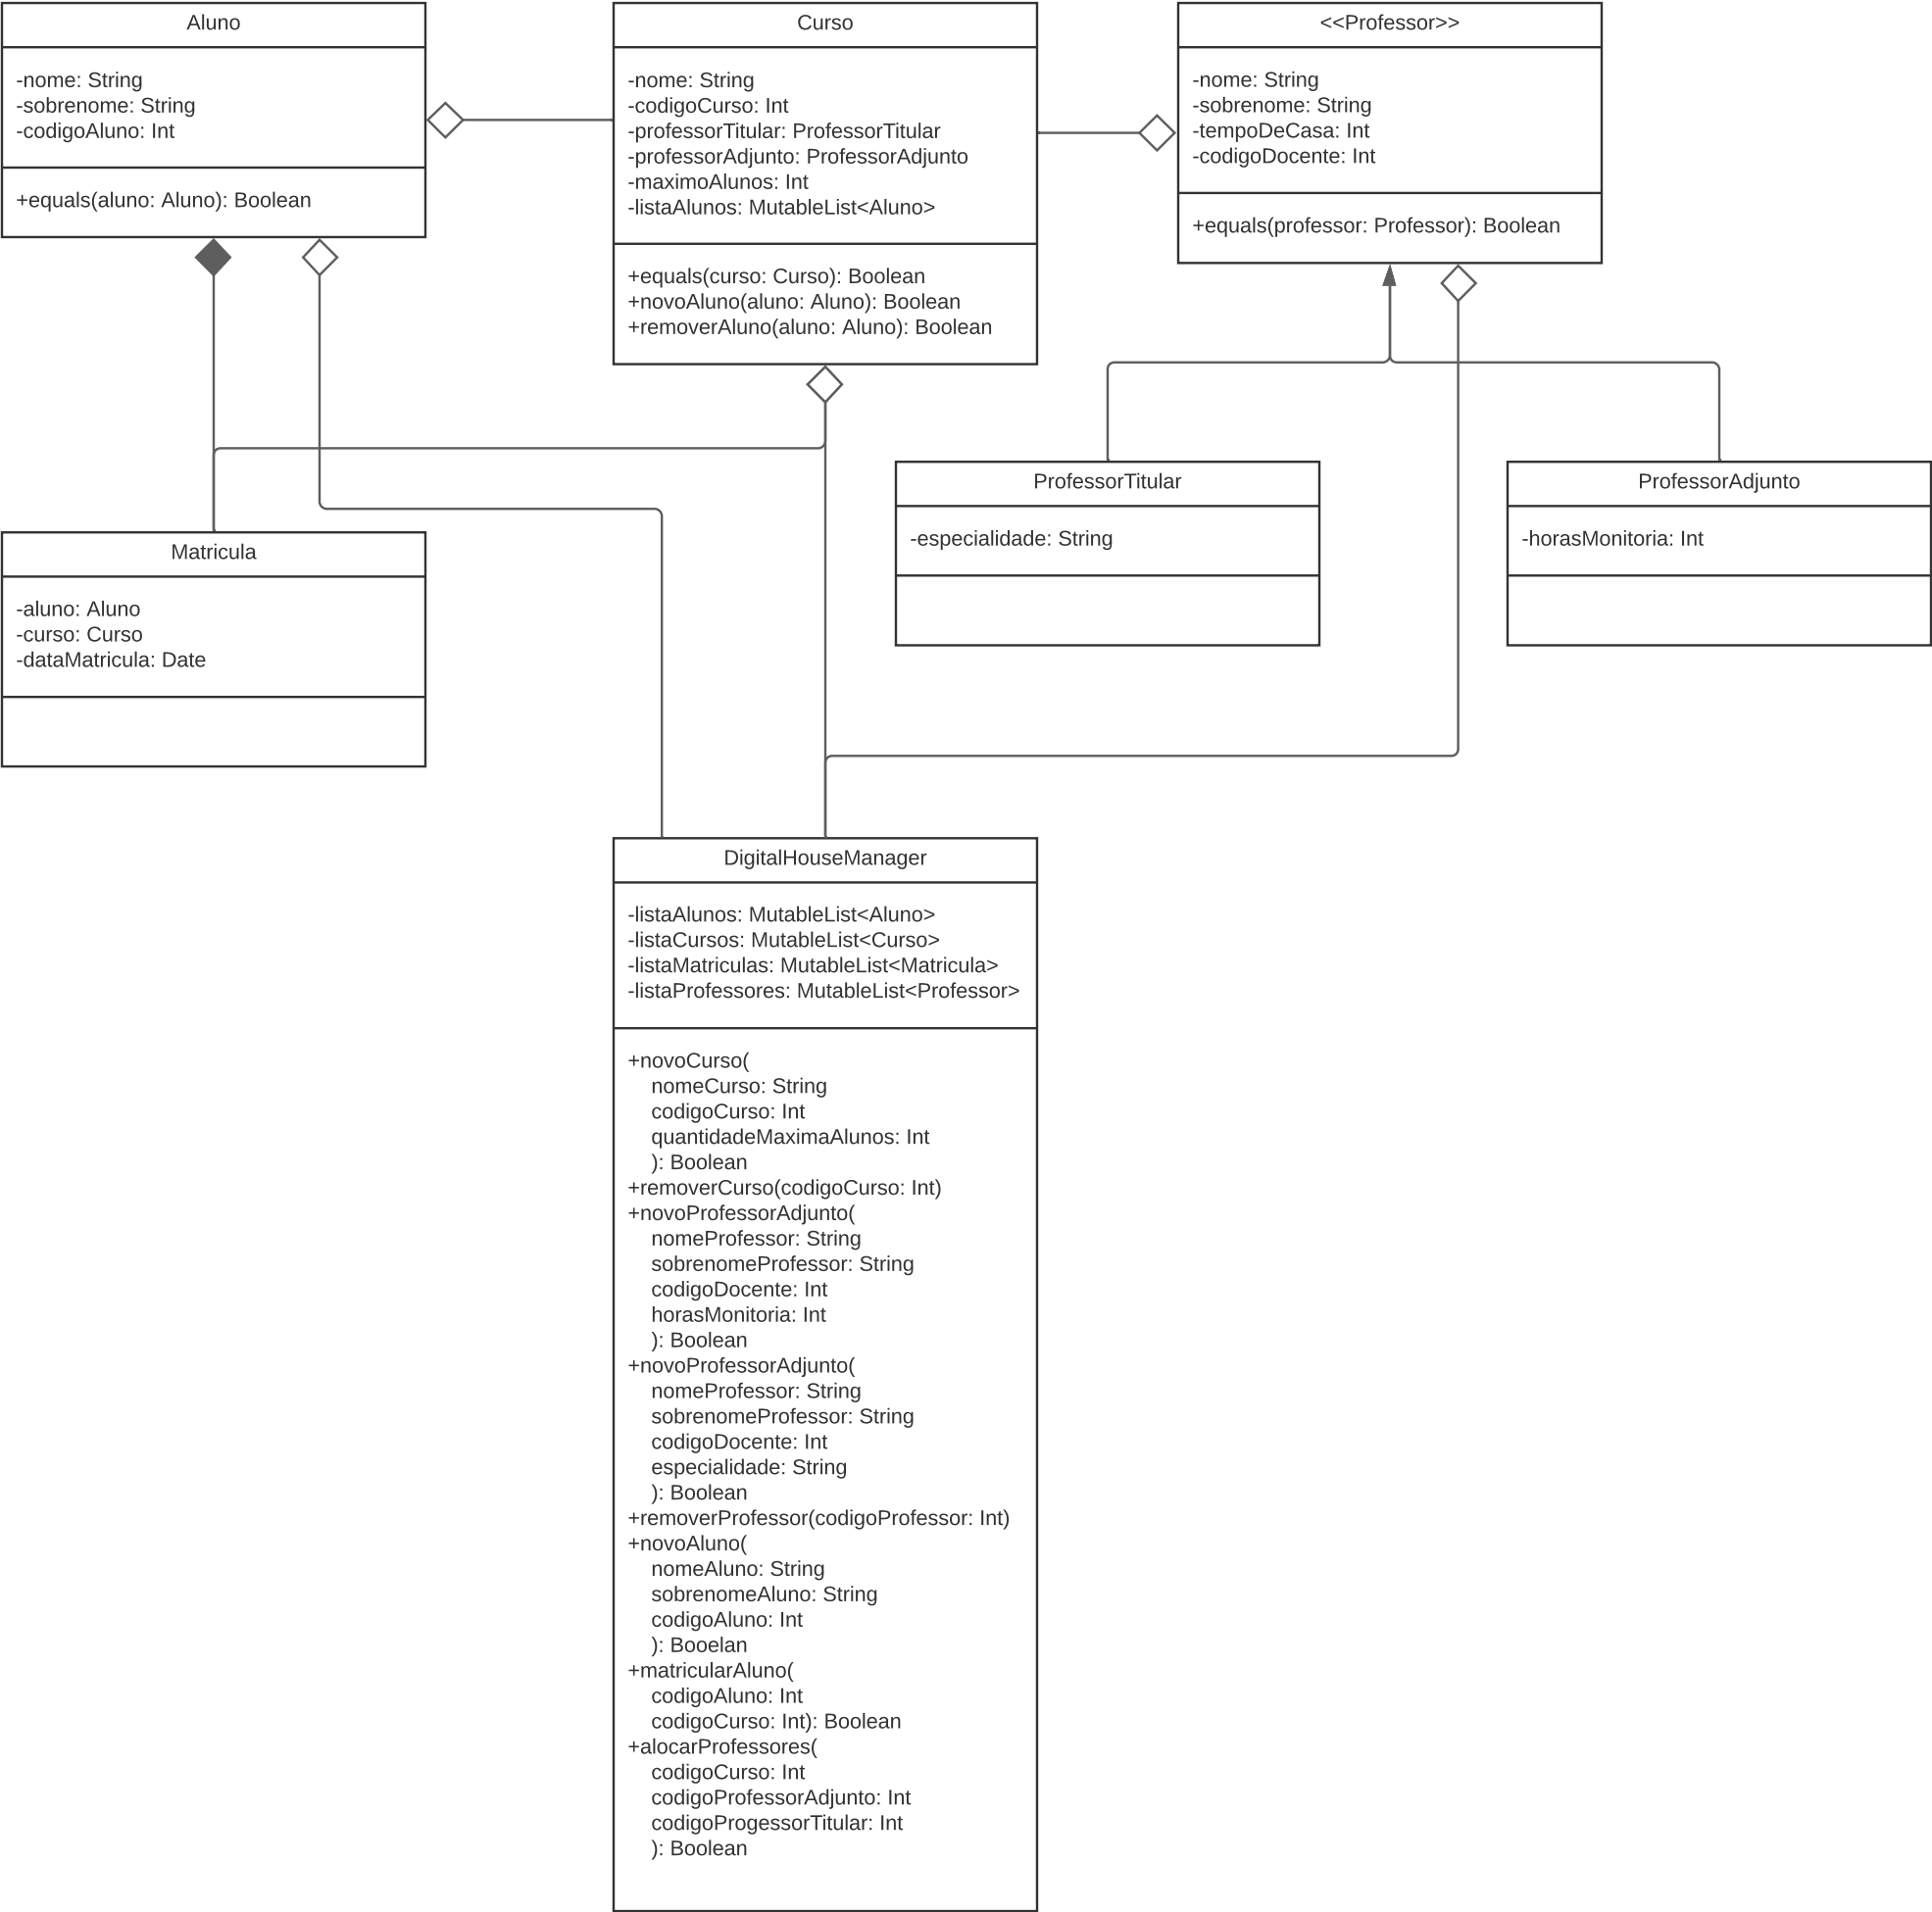 Aluno
-nome: String
-sobrenome: String
-codigoAluno: Int
+equals(aluno: Aluno): Boolean
Curso
-nome: String
-codigoCurso: Int
-professorTitular: ProfessorTitular
-professorAdjunto: ProfessorAdjunto
-maximoAlunos: Int
-listaAlunos: MutableList<Aluno>
+equals(curso: Curso): Boolean
+novoAluno(aluno: Aluno): Boolean
+removerAluno(aluno: Aluno): Boolean
<<Professor>>
-nome: String
-sobrenome: String
-tempoDeCasa: Int
-codigoDocente: Int
+equals(professor: Professor): Boolean
ProfessorTitular
-especialidade: String
ProfessorAdjunto
-horasMonitoria: Int
Matricula
-aluno: Aluno
-curso: Curso
-dataMatricula: Date
DigitalHouseManager
-listaAlunos: MutableList<Aluno>
-listaCursos: MutableList<Curso>
-listaMatriculas: MutableList<Matricula>
-listaProfessores: MutableList<Professor>
+novoCurso(
nomeCurso: String
codigoCurso: Int
quantidadeMaximaAlunos: Int
): Boolean
+removerCurso(codigoCurso: Int)
+novoProfessorAdjunto(
nomeProfessor: String
sobrenomeProfessor: String
codigoDocente: Int
horasMonitoria: Int
): Boolean
+novoProfessorAdjunto(
nomeProfessor: String
sobrenomeProfessor: String
codigoDocente: Int
especialidade: String
): Boolean
+removerProfessor(codigoProfessor: Int)
+novoAluno(
nomeAluno: String
sobrenomeAluno: String
codigoAluno: Int
): Booelan
+matricularAluno(
codigoAluno: Int
codigoCurso: Int): Boolean
+alocarProfessores(
codigoCurso: Int
codigoProfessorAdjunto: Int
codigoProgessorTitular: Int
): Boolean